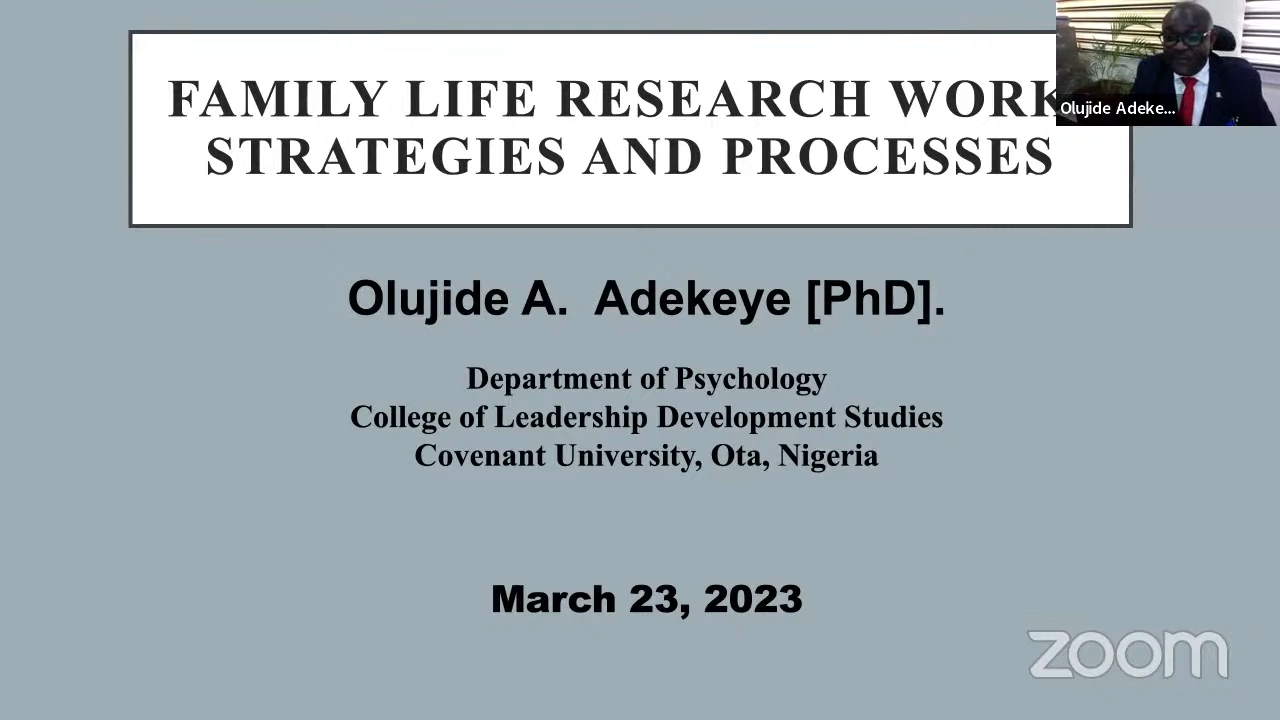 FAMILY LIFE RESEARCH WORK
STRATEGIES AND PROCESSES
Olujide Adeke...
Olujide A. Adekeye [PhD].
Department of Psychology
College of Leadership Development Studies
Covenant University, Ota, Nigeria
March 23, 2023
zoom